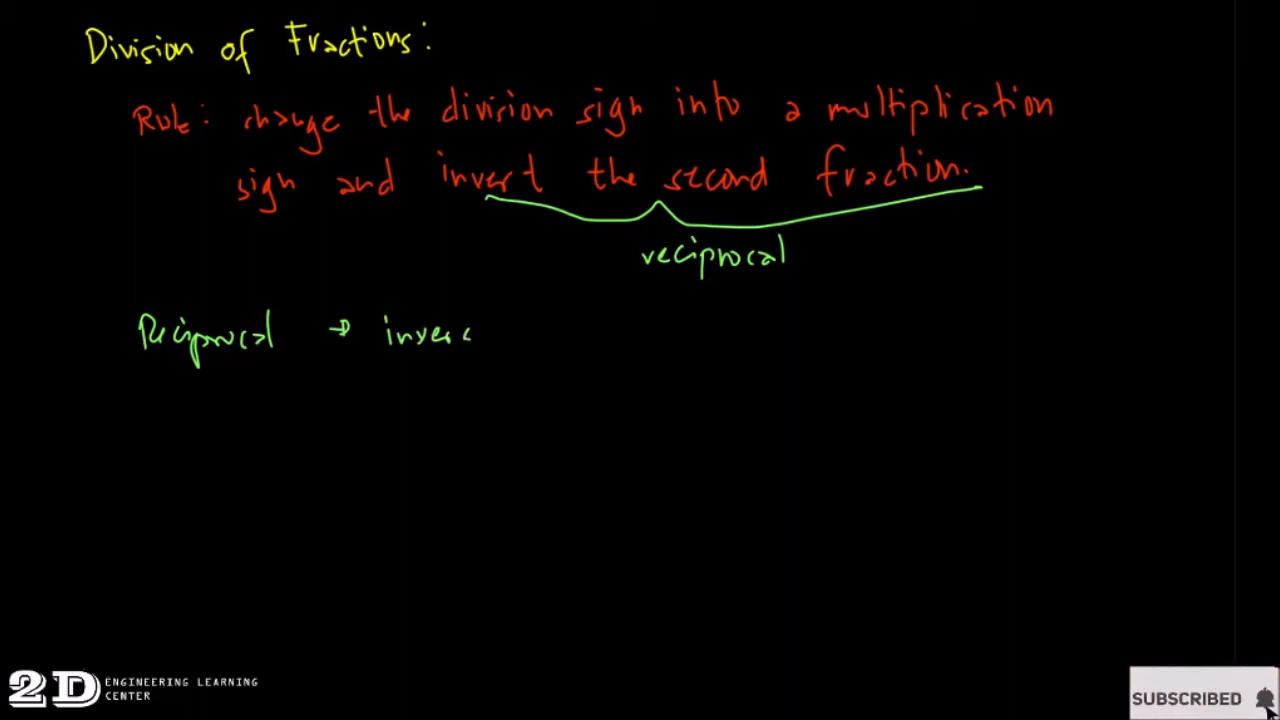 Division of Fractions:
Rule: change the division sign into a multiplication
sign and invert the second fraction.
reciprocal
Reciprocal → invers
2D ENGINEERING LEARNING
CENTER
SUBSCRIBED